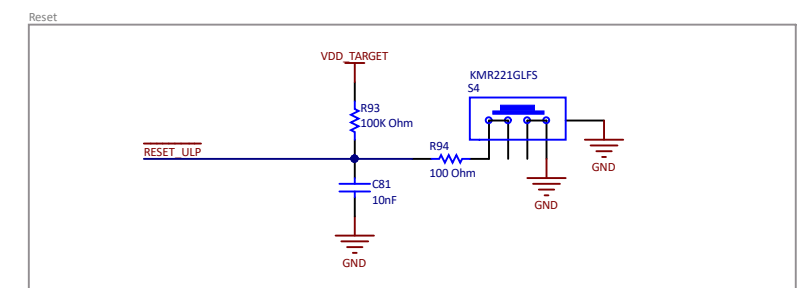 Reset
VDD_TARGET
KMR221GLFS
S4
R93
100K Ohm
RESET_ULP
R94
100 Ohm
GND
C81
10nF
GND
GND